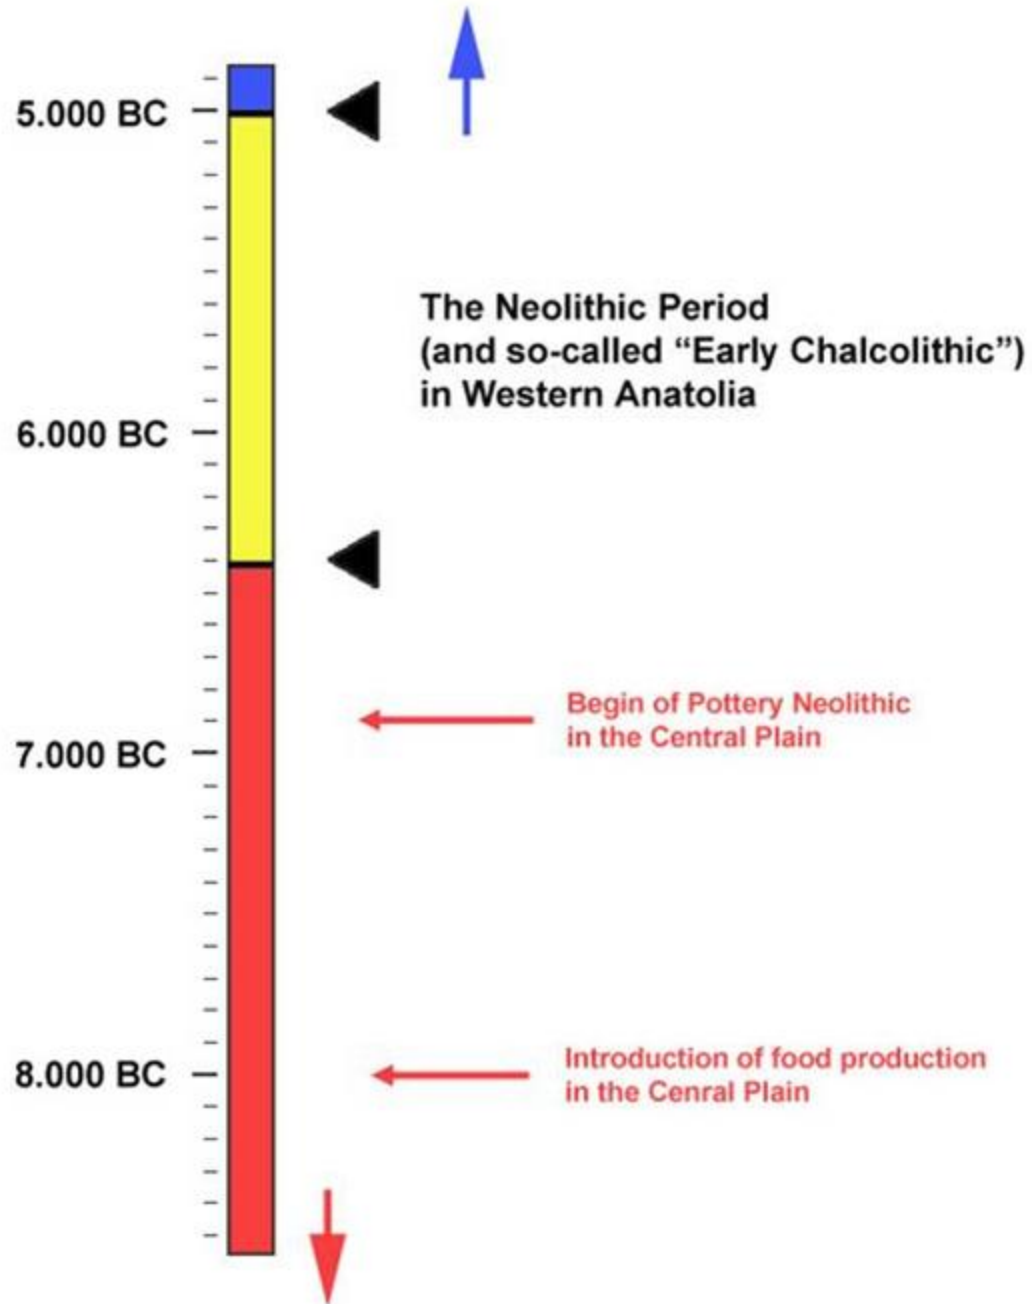 5.000 BC
The Neolithic Period
(and so-called “Early Chalcolithic”)
in Western Anatolia
6.000 BC
Begin of Pottery Neolithic
in the Central Plain
7.000 BC
Introduction of food production
in the Cenral Plain
8.000 BC